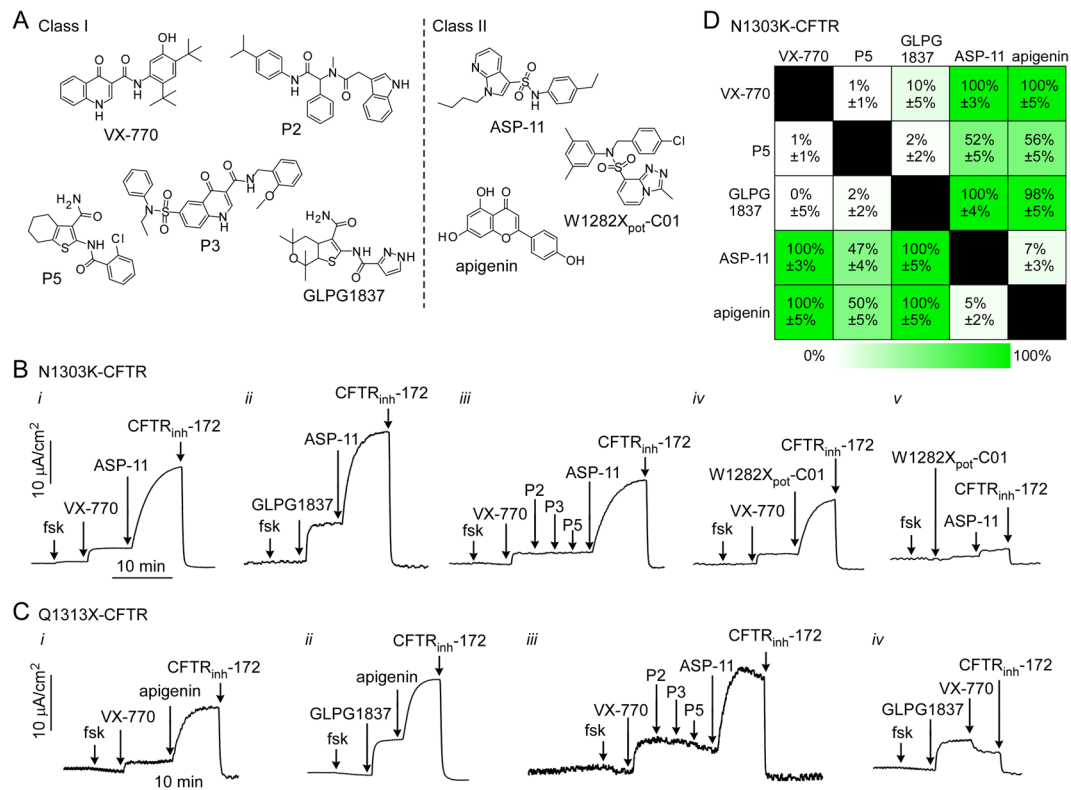 A Class I
Class II
VX-770
P2
P5
P3
GLPG1837
ASP-11
W1282Xpot-C01
apigenin
D N1303K-CFTR
VX-770 P5 GLPG 1837 ASP-11 apigenin
VX-770 1% ±1% 10% ±5% 100% ±3% 100% ±5%
P5 1% ±1% 2% ±2% 52% ±5% 56% ±5%
GLPG 1837 0% ±5% 2% ±2% 100% ±4% 98% ±5%
ASP-11 100% ±3% 47% ±4% 100% ±5% 7% ±3%
apigenin 100% ±5% 50% ±5% 100% ±5% 5% ±2%
0% 100%
B N1303K-CFTR
i
10 µA/cm2
fsk
VX-770
ASP-11
CFTRinh-172
10 min
ii
fsk
GLPG1837
ASP-11
CFTRinh-172
iii
fsk
VX-770
P2
P3
P5
ASP-11
CFTRinh-172
iv
fsk
VX-770
W1282Xpot-C01
CFTRinh-172
v
fsk
W1282Xpot-C01
ASP-11
CFTRinh-172
C Q1313X-CFTR
i
10 µA/cm2
fsk
VX-770
apigenin
CFTRinh-172
10 min
ii
fsk
GLPG1837
apigenin
CFTRinh-172
iii
fsk
VX-770
P2
P3
P5
ASP-11
CFTRinh-172
iv
fsk
GLPG1837
VX-770
CFTRinh-172